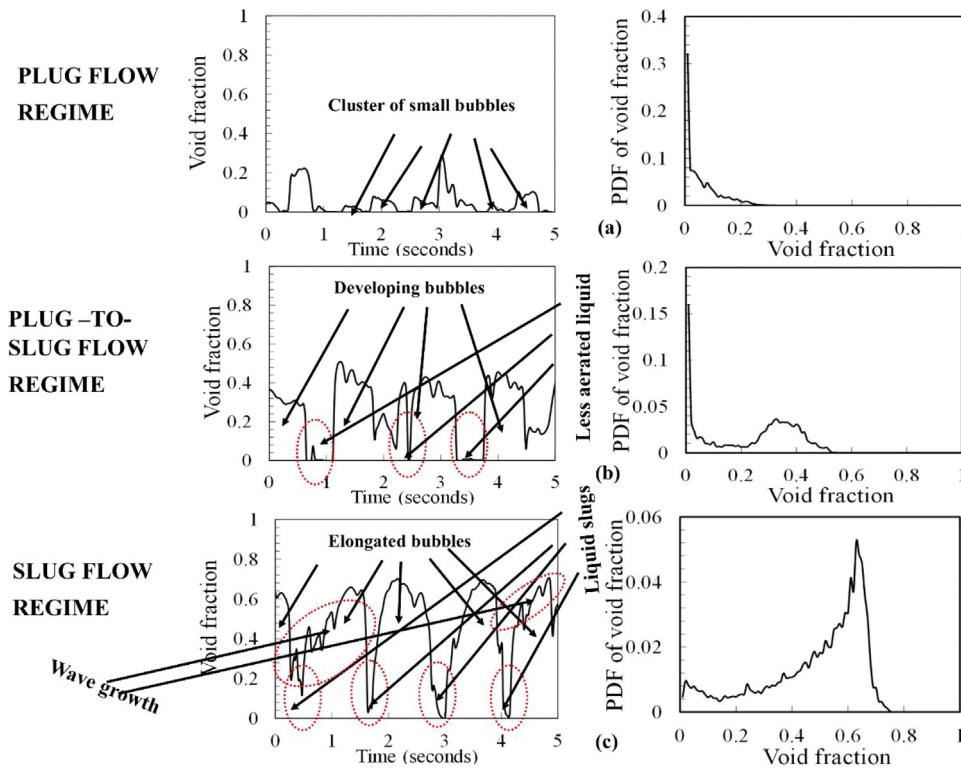 PLUG FLOW
REGIME
Void fraction
1
0.8
0.6
0.4
0.2
0
Cluster of small bubbles
0 1 2 3 4 5
Time (seconds)
(a)
PDF of void fraction
0.4
0.3
0.2
0.1
0
0 0.2 0.4 0.6 0.8 1
Void fraction
PLUG –TO-
SLUG FLOW
REGIME
Void fraction
1
0.8
0.6
0.4
0.2
0
Developing bubbles
0 1 2 3 4 5
Time (seconds)
Less aerated liquid
(b)
PDF of void fraction
0.2
0.15
0.1
0.05
0
0 0.2 0.4 0.6 0.8 1
Void fraction
SLUG FLOW
REGIME
Void fraction
1
0.8
0.6
0.4
0.2
0
Elongated bubbles
Wave growth
0 1 2 3 4 5
Time (seconds)
Liquid slugs
(c)
PDF of void fraction
0.06
0.04
0.02
0
0 0.2 0.4 0.6 0.8 1
Void fraction